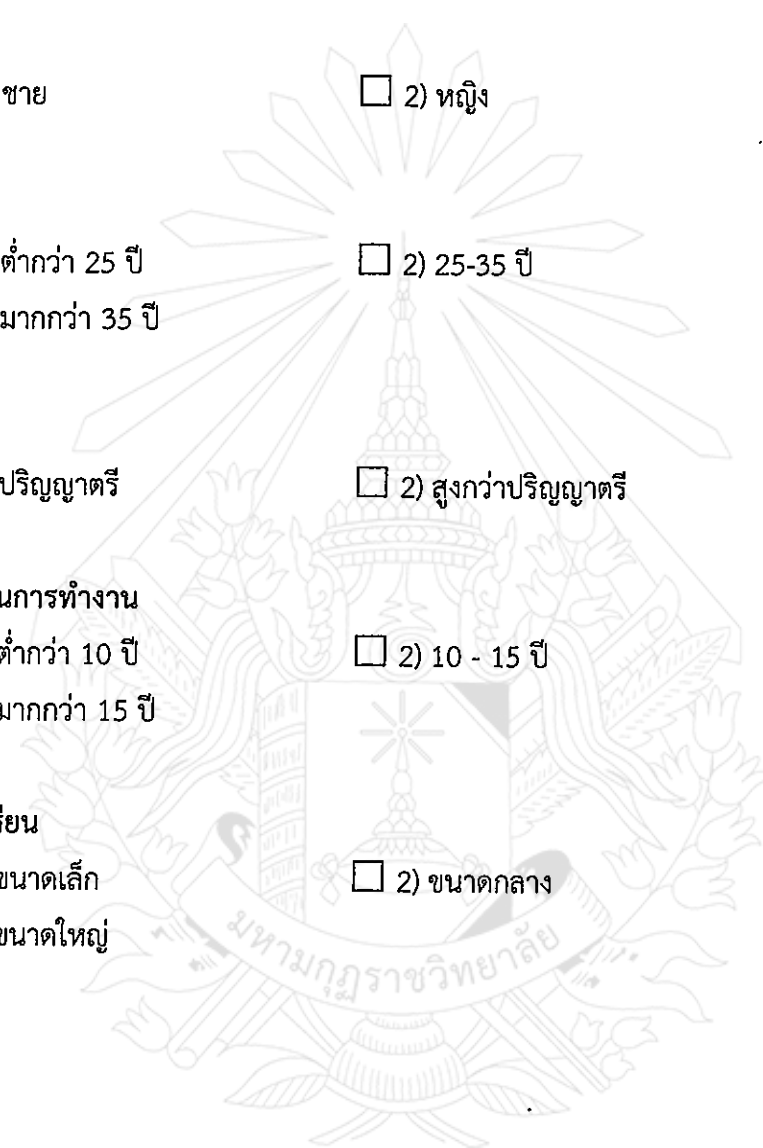 ชาย ☐ 2) หญิง
ต่ำกว่า 25 ปี ☐ 2) 25-35 ปี
มากกว่า 35 ปี
ปริญญาตรี ☐ 2) สูงกว่าปริญญาตรี
นการทำงาน
ต่ำกว่า 10 ปี ☐ 2) 10 - 15 ปี
มากกว่า 15 ปี
รียน
ขนาดเล็ก ☐ 2) ขนาดกลาง
ขนาดใหญ่
มหามกุฏราชวิทยาลัย